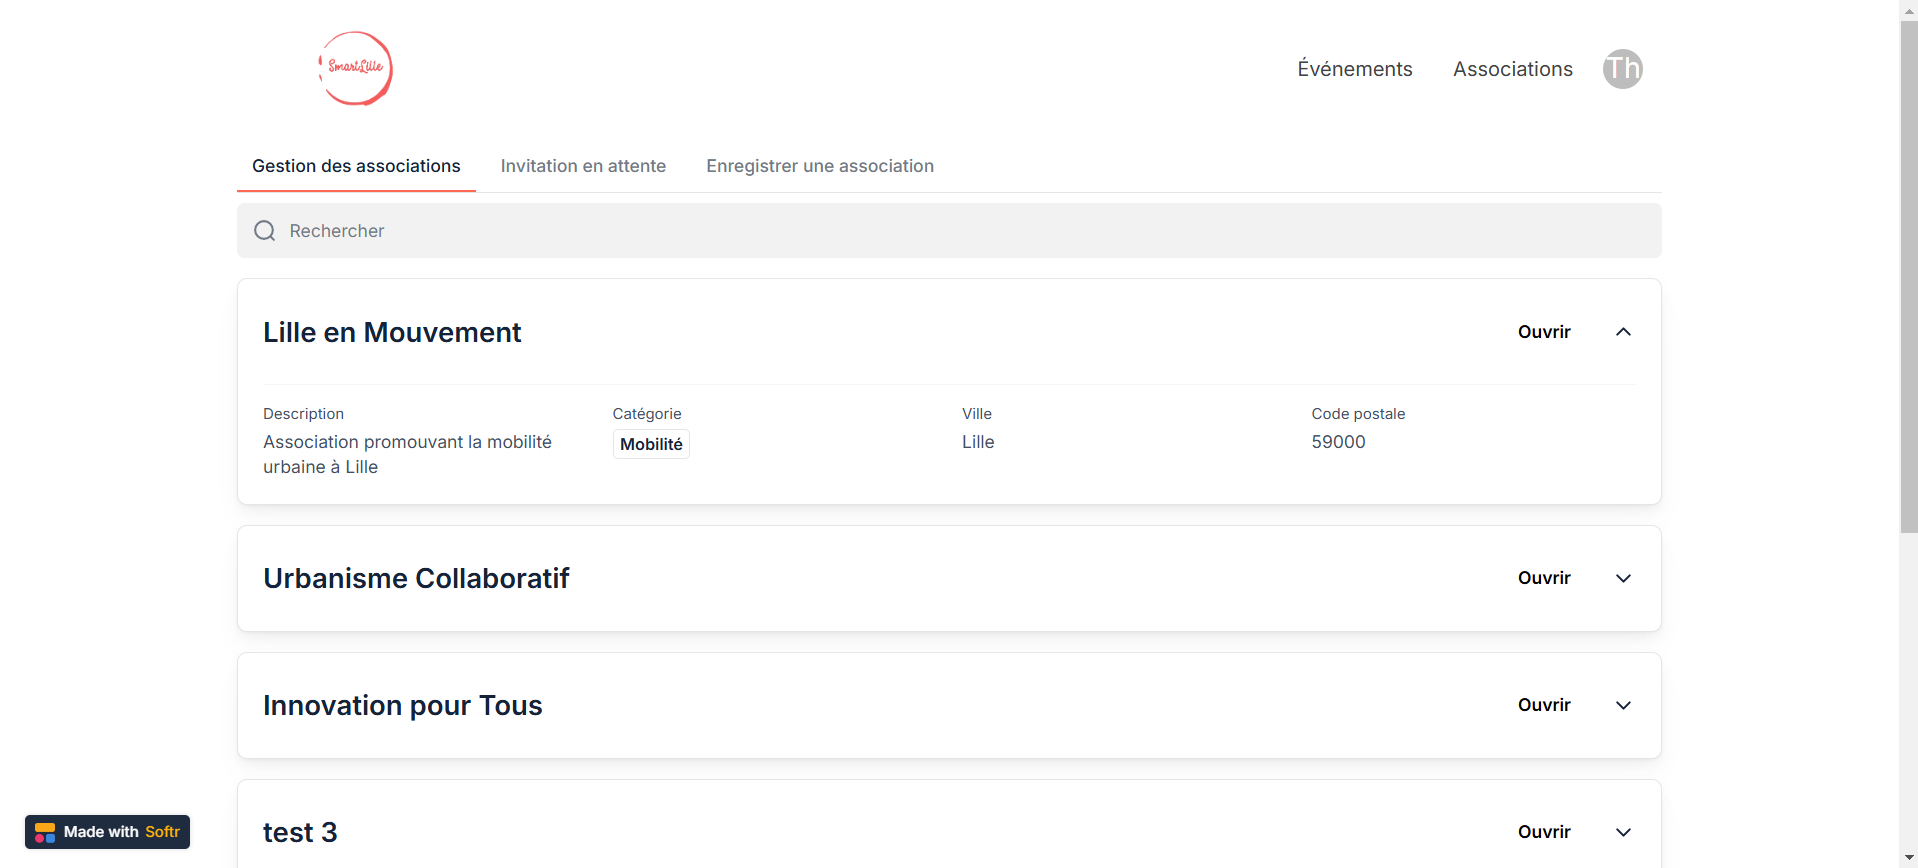 SmartLille
Événements
Associations
Th
Gestion des associations
Invitation en attente
Enregistrer une association
Rechercher
Lille en Mouvement
Ouvrir
Description
Catégorie
Ville
Code postale
Association promouvant la mobilité
urbaine à Lille
Mobilité
Lille
59000
Urbanisme Collaboratif
Ouvrir
Innovation pour Tous
Ouvrir
test 3
Ouvrir
Made with Softr